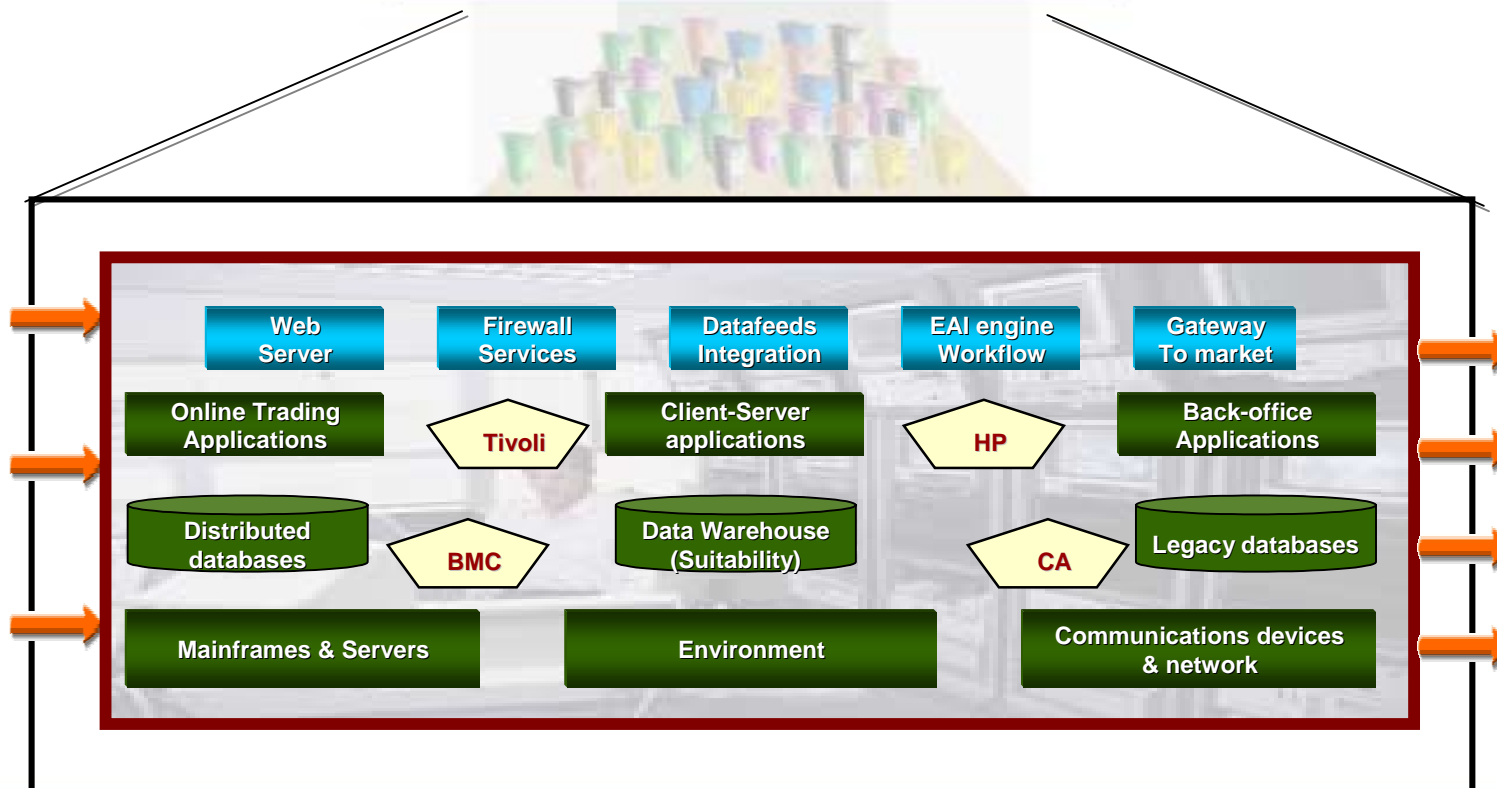 Web
Server
Firewall
Services
Datafeeds
Integration
EAI engine
Workflow
Gateway
To market
Online Trading
Applications
Tivoli
Client-Server
applications
HP
Back-office
Applications
Distributed
databases
BMC
Data Warehouse
(Suitability)
CA
Legacy databases
Mainframes & Servers
Environment
Communications devices
& network